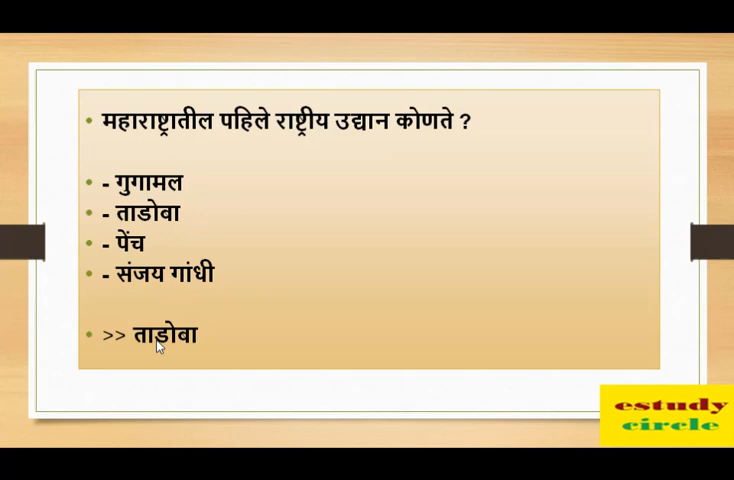 महाराष्ट्रातील पहिले राष्ट्रीय उद्यान कोणते ?
- गुगामल
- ताडोबा
- पेंच
- संजय गांधी
>> ताडोबा
estudy
circle